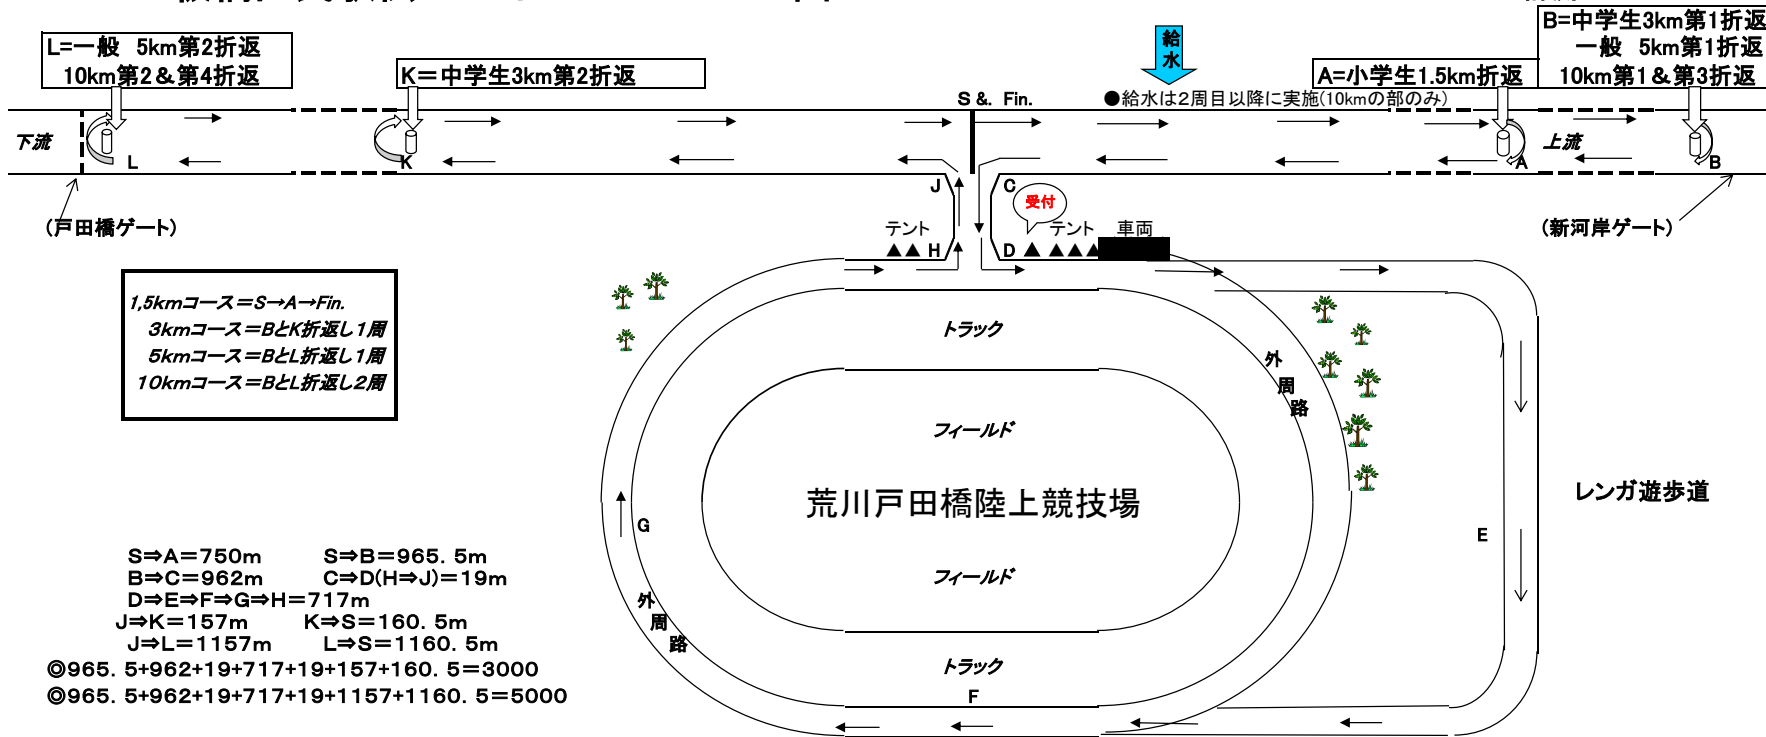 L=一般 5km第2折返
10km第2＆第4折返
K＝中学生3km第2折返
給水
A=小学生1.5km折返
B=中学生3km第1折返
一般 5km第1折返
10km第1＆第3折返
S &. Fin.
●給水は2周目以降に実施(10kmの部のみ)
下流
L
K
A
上流
B
J
C
受付
(戸田橋ゲート)
(新河岸ゲート)
テント
テント
車両
▲▲ H
D ▲ ▲▲▲
1,5kmコース＝S→A→Fin.
3kmコース＝BとK折返し1周
5kmコース＝BとL折返し1周
10kmコース＝BとL折返し2周
トラック
外周路
フィールド
荒川戸田橋陸上競技場
レンガ遊歩道
G
E
フィールド
外周路
トラック
F
S⇒A＝750m S⇒B＝965. 5m
B⇒C＝962m C⇒D(H⇒J)＝19m
D⇒E⇒F⇒G⇒H＝717m
J⇒K＝157m K⇒S＝160. 5m
J⇒L＝1157m L⇒S＝1160. 5m
◎965. 5+962+19+717+19+157+160. 5＝3000
◎965. 5+962+19+717+19+1157+1160. 5＝5000